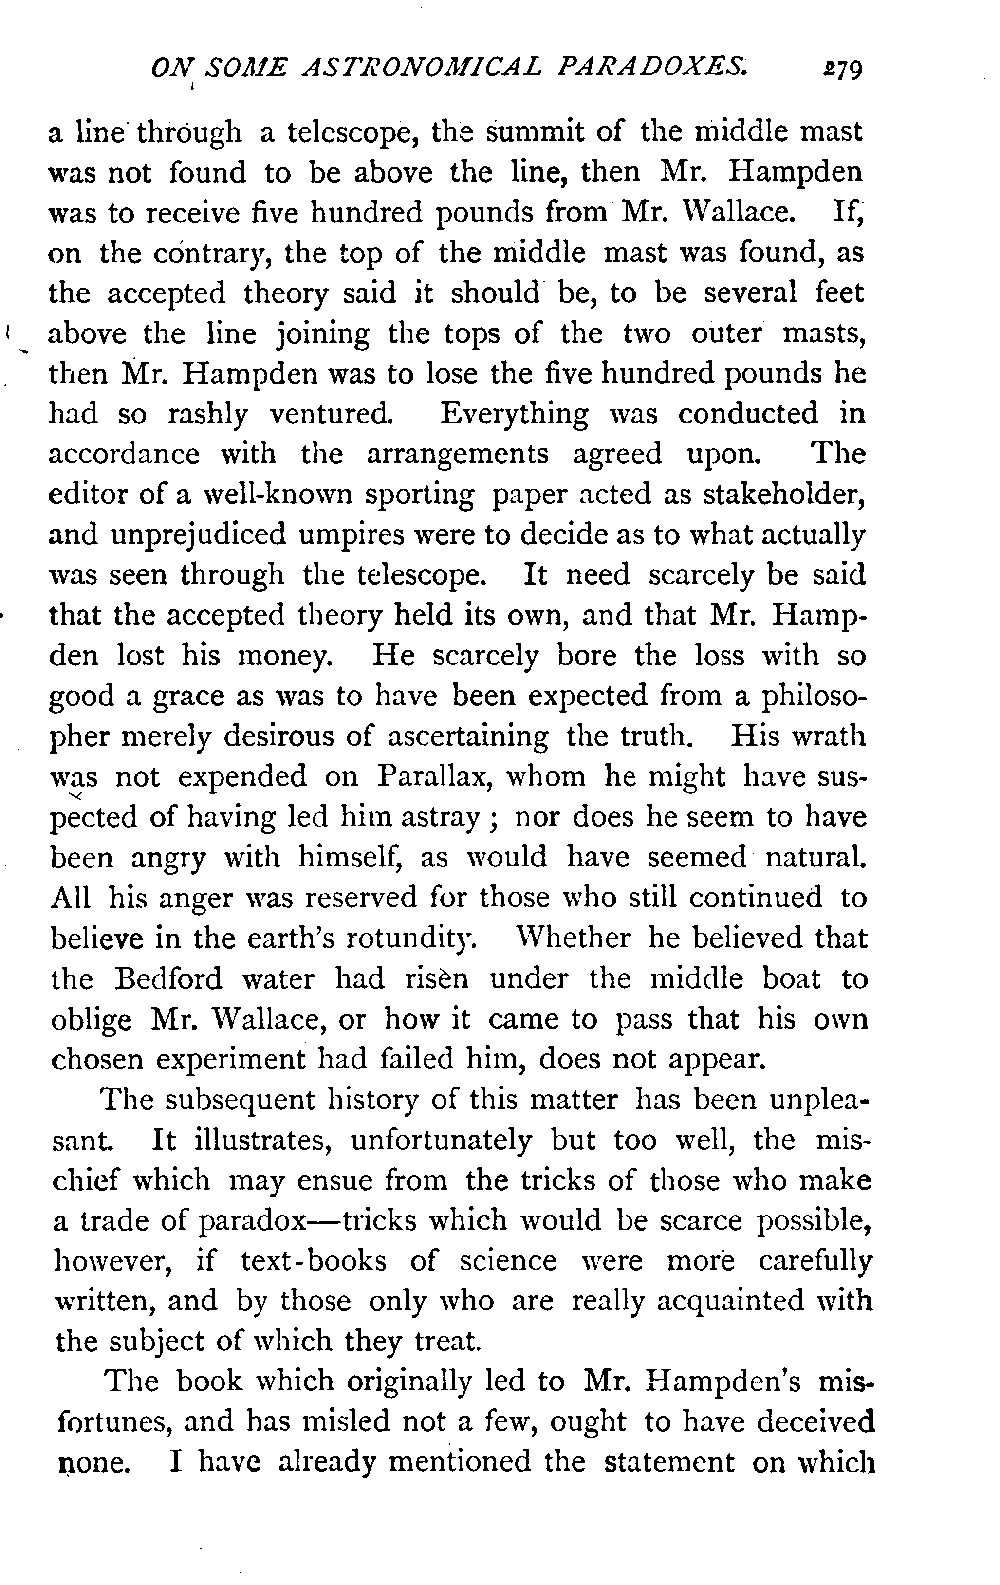 ON SOME ASTRONOMICAL PARADOXES. 279
a line through a telescope, the summit of the middle mast
was not found to be above the line, then Mr. Hampden
was to receive five hundred pounds from Mr. Wallace. If,
on the contrary, the top of the middle mast was found, as
the accepted theory said it should be, to be several feet
above the line joining the tops of the two outer masts,
then Mr. Hampden was to lose the five hundred pounds he
had so rashly ventured. Everything was conducted in
accordance with the arrangements agreed upon. The
editor of a well-known sporting paper acted as stakeholder,
and unprejudiced umpires were to decide as to what actually
was seen through the telescope. It need scarcely be said
that the accepted theory held its own, and that Mr. Hamp-
den lost his money. He scarcely bore the loss with so
good a grace as was to have been expected from a philoso-
pher merely desirous of ascertaining the truth. His wrath
was not expended on Parallax, whom he might have sus-
pected of having led him astray ; nor does he seem to have
been angry with himself, as would have seemed natural.
All his anger was reserved for those who still continued to
believe in the earth's rotundity. Whether he believed that
the Bedford water had risen under the middle boat to
oblige Mr. Wallace, or how it came to pass that his own
chosen experiment had failed him, does not appear.
The subsequent history of this matter has been unplea-
sant. It illustrates, unfortunately but too well, the mis-
chief which may ensue from the tricks of those who make
a trade of paradox—tricks which would be scarce possible,
however, if text-books of science were more carefully
written, and by those only who are really acquainted with
the subject of which they treat.
The book which originally led to Mr. Hampden's mis-
fortunes, and has misled not a few, ought to have deceived
none. I have already mentioned the statement on which